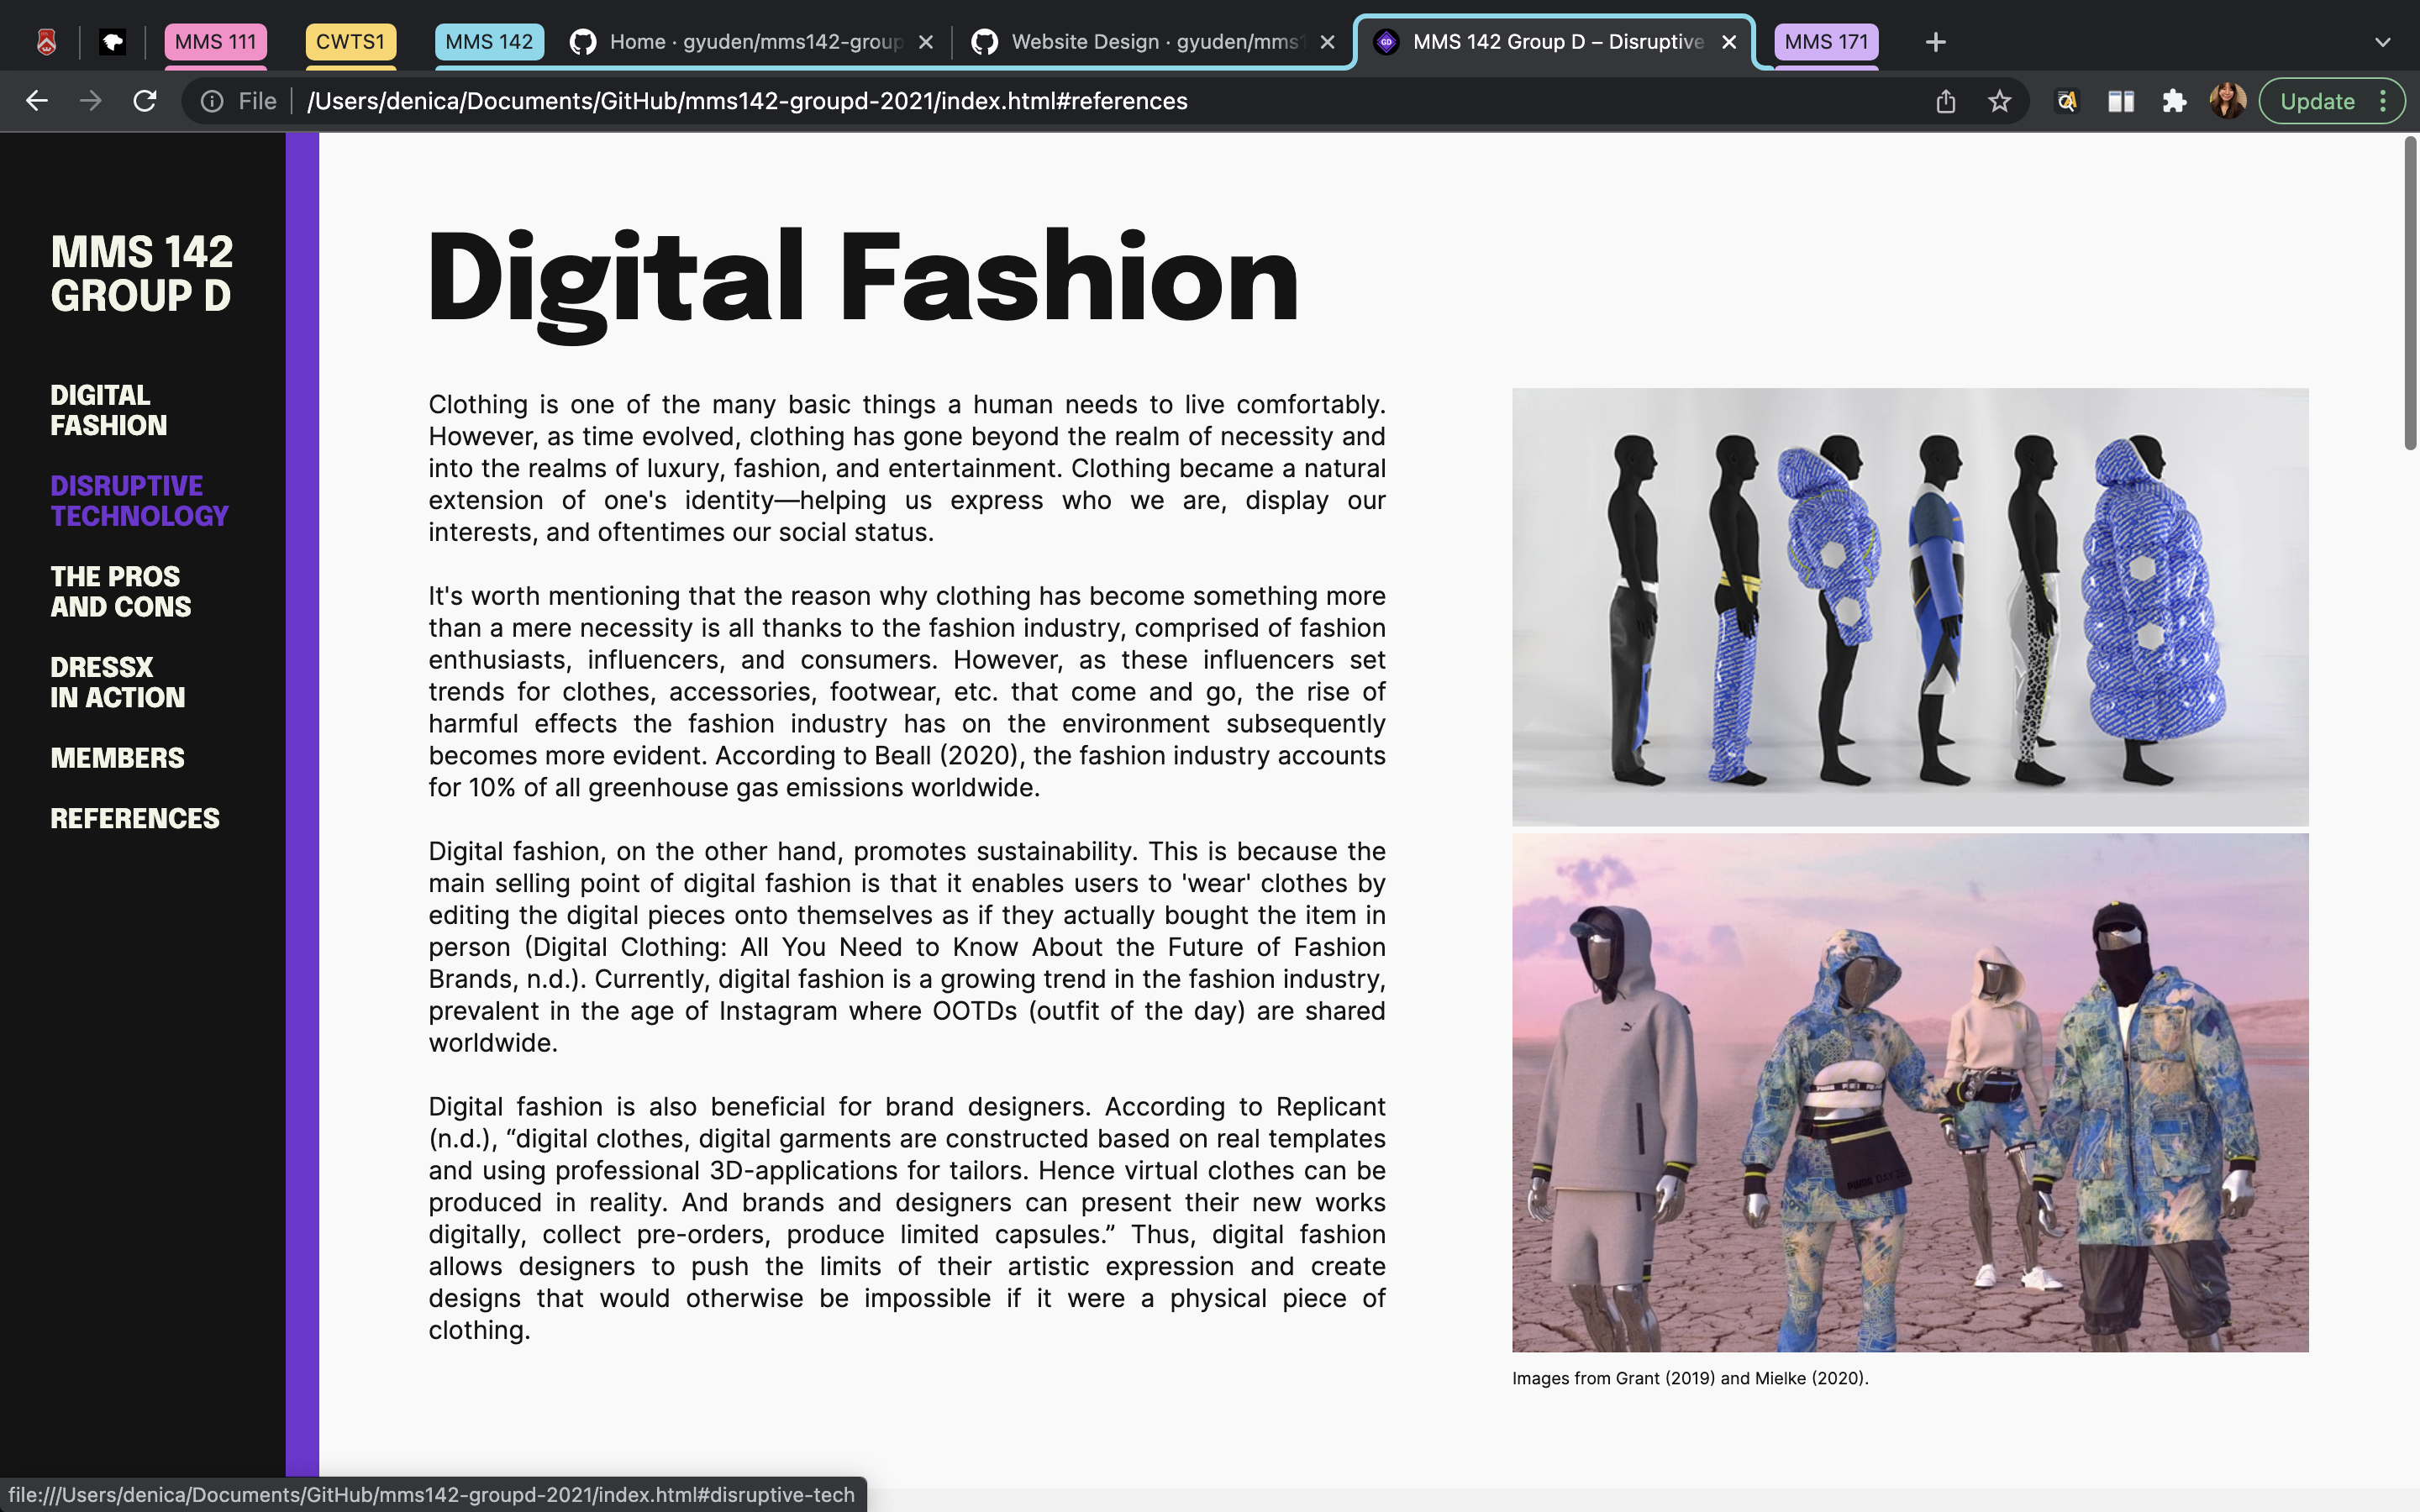 MMS 111
CWTS1
MMS 142
Home · gyuden/mms142-group
Website Design · gyuden/mms1
MMS 142 Group D – Disruptive
MMS 171
File
/Users/denica/Documents/GitHub/mms142-groupd-2021/index.html#references
Update
MMS 142
GROUP D
DIGITAL
FASHION
DISRUPTIVE
TECHNOLOGY
THE PROS
AND CONS
DRESSX
IN ACTION
MEMBERS
REFERENCES
Digital Fashion
Clothing is one of the many basic things a human needs to live comfortably.
However, as time evolved, clothing has gone beyond the realm of necessity and
into the realms of luxury, fashion, and entertainment. Clothing became a natural
extension of one's identity—helping us express who we are, display our
interests, and oftentimes our social status.
It's worth mentioning that the reason why clothing has become something more
than a mere necessity is all thanks to the fashion industry, comprised of fashion
enthusiasts, influencers, and consumers. However, as these influencers set
trends for clothes, accessories, footwear, etc. that come and go, the rise of
harmful effects the fashion industry has on the environment subsequently
becomes more evident. According to Beall (2020), the fashion industry accounts
for 10% of all greenhouse gas emissions worldwide.
Digital fashion, on the other hand, promotes sustainability. This is because the
main selling point of digital fashion is that it enables users to 'wear' clothes by
editing the digital pieces onto themselves as if they actually bought the item in
person (Digital Clothing: All You Need to Know About the Future of Fashion
Brands, n.d.). Currently, digital fashion is a growing trend in the fashion industry,
prevalent in the age of Instagram where OOTDs (outfit of the day) are shared
worldwide.
Digital fashion is also beneficial for brand designers. According to Replicant
(n.d.), “digital clothes, digital garments are constructed based on real templates
and using professional 3D-applications for tailors. Hence virtual clothes can be
produced in reality. And brands and designers can present their new works
digitally, collect pre-orders, produce limited capsules.” Thus, digital fashion
allows designers to push the limits of their artistic expression and create
designs that would otherwise be impossible if it were a physical piece of
clothing.
Images from Grant (2019) and Mielke (2020).
file:///Users/denica/Documents/GitHub/mms142-groupd-2021/index.html#disruptive-tech